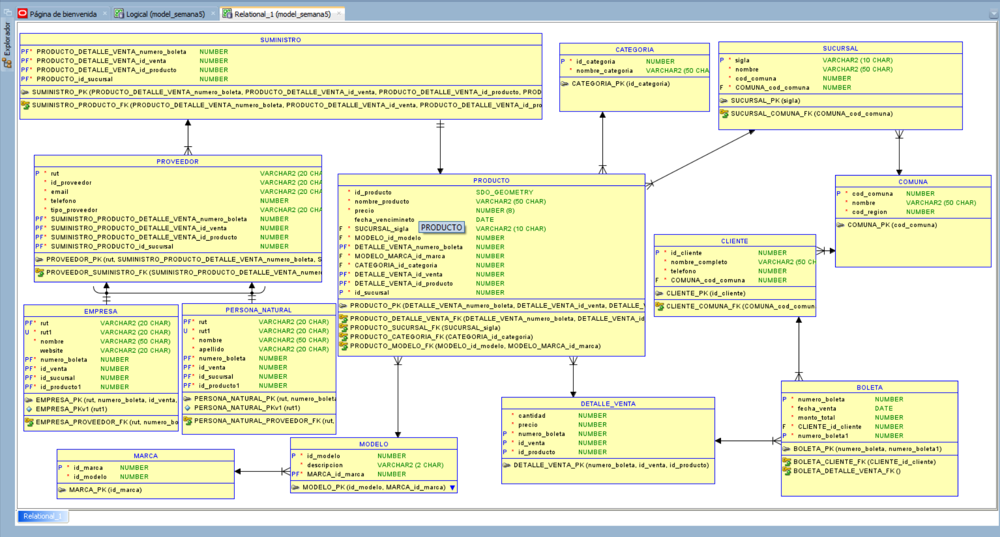 Página de bienvenida
Logical (model_semana5)
Relational_1 (model_semana5)
Explorador
SUMINISTRO
PF* PRODUCTO_DETALLE_VENTA_numero_boleta NUMBER
PF* PRODUCTO_DETALLE_VENTA_id_venta NUMBER
PF* PRODUCTO_DETALLE_VENTA_id_producto NUMBER
PF* PRODUCTO_id_sucursal NUMBER
SUMINISTRO_PK (PRODUCTO_DETALLE_VENTA_numero_boleta, PRODUCTO_DETALLE_VENTA_id_venta, PRODUCTO_DETALLE_VENTA_id_producto, PROD
SUMINISTRO_PRODUCTO_FK (PRODUCTO_DETALLE_VENTA_numero_boleta, PRODUCTO_DETALLE_VENTA_id_venta, PRODUCTO_DETALLE_VENTA_id_pro
CATEGORIA
P * id_categoria NUMBER
* nombre_categoria VARCHAR2 (50 CHA
CATEGORIA_PK (id_categoria)
SUCURSAL
P * sigla VARCHAR2 (10 CHAR)
* nombre VARCHAR2 (50 CHAR)
* cod_comuna NUMBER
F * COMUNA_cod_comuna NUMBER
SUCURSAL_PK (sigla)
SUCURSAL_COMUNA_FK (COMUNA_cod_comuna)
PROVEEDOR
P * rut VARCHAR2 (20 CHA
* id_proveedor VARCHAR2 (20 CHA
* email VARCHAR2 (20 CHA
* telefono NUMBER
* tipo_proveedor VARCHAR2 (20 CHA
PF* SUMINISTRO_PRODUCTO_DETALLE_VENTA_numero_boleta NUMBER
PF* SUMINISTRO_PRODUCTO_DETALLE_VENTA_id_venta NUMBER
PF* SUMINISTRO_PRODUCTO_DETALLE_VENTA_id_producto NUMBER
PF* SUMINISTRO_PRODUCTO_id_sucursal NUMBER
PROVEEDOR_PK (rut, SUMINISTRO_PRODUCTO_DETALLE_VENTA_numero_boleta, S
PROVEEDOR_SUMINISTRO_FK (SUMINISTRO_PRODUCTO_DETALLE_VENTA_numer
PRODUCTO
* id_producto SDO_GEOMETRY
* nombre_producto VARCHAR2 (50 CHAR)
* precio NUMBER (8)
fecha_vencimineto DATE
F * SUCURSAL_sigla VARCHAR2 (10 CHAR)
PRODUCTO
F * MODELO_id_modelo NUMBER
PF* DETALLE_VENTA_numero_boleta NUMBER
F * MODELO_MARCA_id_marca NUMBER
F * CATEGORIA_id_categoria NUMBER
PF* DETALLE_VENTA_id_venta NUMBER
PF* DETALLE_VENTA_id_producto NUMBER
P * id_sucursal NUMBER
PRODUCTO_PK (DETALLE_VENTA_numero_boleta, DETALLE_VENTA_id_venta, DETALLE_V
PRODUCTO_DETALLE_VENTA_FK (DETALLE_VENTA_numero_boleta, DETALLE_VENTA_id
PRODUCTO_SUCURSAL_FK (SUCURSAL_sigla)
PRODUCTO_CATEGORIA_FK (CATEGORIA_id_categoria)
PRODUCTO_MODELO_FK (MODELO_id_modelo, MODELO_MARCA_id_marca)
COMUNA
P * cod_comuna NUMBER
* nombre VARCHAR2 (50 CHAR)
* cod_region NUMBER
COMUNA_PK (cod_comuna)
CLIENTE
P * id_cliente NUMBER
* nombre_completo VARCHAR2 (50 CH
* telefono NUMBER
F * COMUNA_cod_comuna NUMBER
CLIENTE_PK (id_cliente)
CLIENTE_COMUNA_FK (COMUNA_cod_comun
EMPRESA
PF* rut VARCHAR2 (20 CHAR)
U * rut1 VARCHAR2 (20 CHAR)
* nombre VARCHAR2 (50 CHAR)
website VARCHAR2 (20 CHAR)
PF* numero_boleta NUMBER
PF* id_venta NUMBER
PF* id_sucursal NUMBER
PF* id_producto1 NUMBER
EMPRESA_PK (rut, numero_boleta, id_venta,
EMPRESA_PKv1 (rut1)
EMPRESA_PROVEEDOR_FK (rut, numero_bo
PERSONA_NATURAL
PF* rut VARCHAR2 (20 CHAR)
U * rut1 VARCHAR2 (20 CHAR)
* nombre VARCHAR2 (50 CHAR)
* apellido VARCHAR2 (20 CHAR)
PF* numero_boleta NUMBER
PF* id_venta NUMBER
PF* id_sucursal NUMBER
PF* id_producto1 NUMBER
PERSONA_NATURAL_PK (rut, numero_boleta
PERSONA_NATURAL_PKv1 (rut1)
PERSONA_NATURAL_PROVEEDOR_FK (rut,
BOLETA
P * numero_boleta NUMBER
* fecha_venta DATE
* monto_total NUMBER
F * CLIENTE_id_cliente NUMBER
P * numero_boleta1 NUMBER
BOLETA_PK (numero_boleta, numero_boleta1)
BOLETA_CLIENTE_FK (CLIENTE_id_cliente)
BOLETA_DETALLE_VENTA_FK ()
DETALLE_VENTA
* cantidad NUMBER
* precio NUMBER
P * numero_boleta NUMBER
P * id_venta NUMBER
P * id_producto NUMBER
DETALLE_VENTA_PK (numero_boleta, id_venta, id_producto)
MODELO
P * id_modelo NUMBER
* descripcion VARCHAR2 (2 CHAR)
PF* MARCA_id_marca NUMBER
MODELO_PK (id_modelo, MARCA_id_marca)
MARCA
P * id_marca NUMBER
* id_modelo NUMBER
MARCA_PK (id_marca)
Relational_1